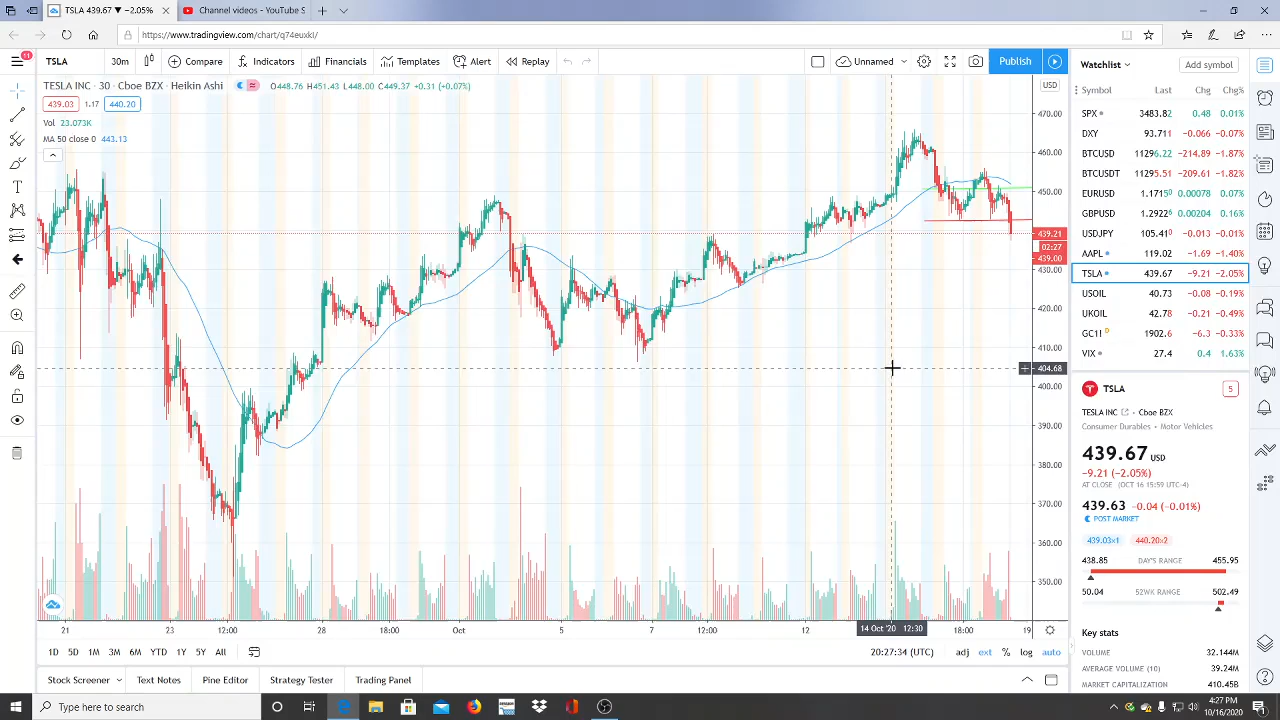 TSLA 439.67 ▼ −2.05%
Channel videos - YouTube S
https://www.tradingview.com/chart/q74euxkl/
11
TSLA
30m
Compare
Indicators
Financials
Templates
Alert
Replay
Unnamed
Publish
TESLA INC · 30 · Cboe BZX · Heikin Ashi
O448.76 H451.43 L448.00 C449.37 +0.31 (+0.07%)
439.03 1.17 440.20
Vol 23.073K
MA 50 close 0 443.13
USD
470.00
460.00
450.00
439.21
02:27
439.00
430.00
420.00
410.00
404.68
400.00
390.00
380.00
370.00
360.00
350.00
21 23 12:00 28 18:00 Oct 5 7 12:00 12 14 Oct '20 12:30 18:00 19
1D 5D 1M 3M 6M YTD 1Y 5Y All
20:27:34 (UTC) adj ext % log auto
Stock Screener Text Notes Pine Editor Strategy Tester Trading Panel
Watchlist
Add symbol
Symbol Last Chg Chg%
SPX 3483.82 0.48 0.01%
DXY 93.711 −0.066 −0.07%
BTCUSD 11296.22 −214.89 −1.87%
BTCUSDT 11295.51 −209.61 −1.82%
EURUSD 1.17150 0.00078 0.07%
GBPUSD 1.29226 0.00204 0.16%
USDJPY 105.410 −0.013 −0.01%
AAPL 119.02 −1.69 −1.40%
TSLA 439.67 −9.21 −2.05%
USOIL 40.73 −0.08 −0.19%
UKOIL 42.78 −0.21 −0.49%
GC1! D 1902.6 −6.3 −0.33%
VIX 27.4 0.4 1.63%
TSLA
5
TESLA INC · Cboe BZX
Consumer Durables · Motor Vehicles
439.67 USD
−9.21 (−2.05%)
AT CLOSE (OCT 16 15:59 UTC-4)
439.63 −0.04 (−0.01%)
POST MARKET
439.03×1 440.20×2
438.85 DAY'S RANGE 455.95
50.04 52WK RANGE 502.49
Key stats
VOLUME 32.144M
AVERAGE VOLUME (10) 39.24M
MARKET CAPITALIZATION 410.45B
Type here to search
4:27 PM
10/16/2020